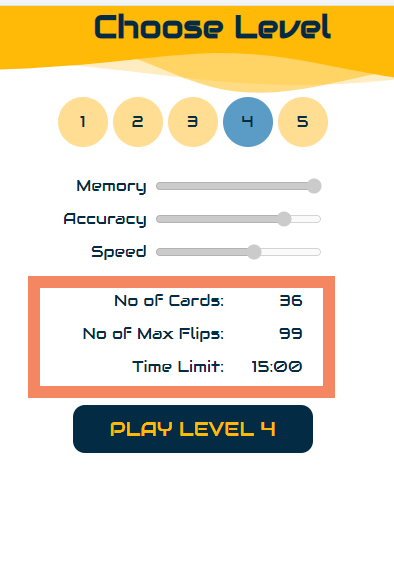 Choose Level
1 2 3 4 5
Memory
Accuracy
Speed
No of Cards: 36
No of Max Flips: 99
Time Limit: 15:00
PLAY LEVEL 4